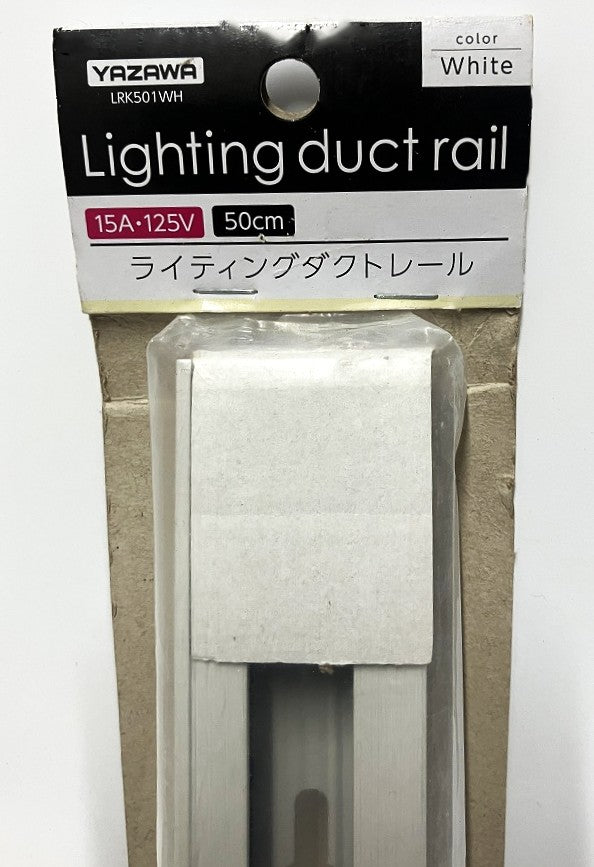 color
White
YAZAWA
LRK501WH
Lighting duct rail
15A・125V 50cm
ライティングダクトレール